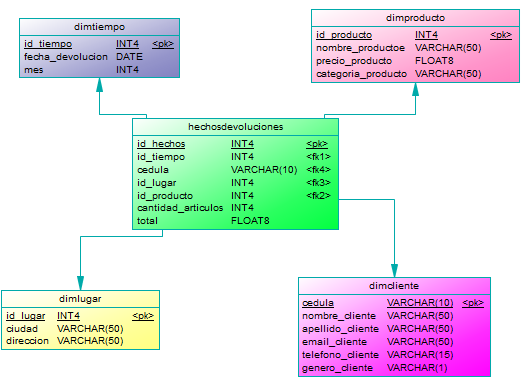 dimtiempo
id_tiempo INT4 <pk>
fecha_devolucion DATE
mes INT4
dimproducto
id_producto INT4 <pk>
nombre_productoe VARCHAR(50)
precio_producto FLOAT8
categoria_producto VARCHAR(50)
hechosdevoluciones
id_hechos INT4 <pk>
id_tiempo INT4 <fk1>
cedula VARCHAR(10) <fk4>
id_lugar INT4 <fk3>
id_producto INT4 <fk2>
cantidad_articulos INT4
total FLOAT8
dimlugar
id_lugar INT4 <pk>
ciudad VARCHAR(50)
direccion VARCHAR(50)
dimcliente
cedula VARCHAR(10) <pk>
nombre_cliente VARCHAR(50)
apellido_cliente VARCHAR(50)
email_cliente VARCHAR(50)
telefono_cliente VARCHAR(15)
genero_cliente VARCHAR(1)